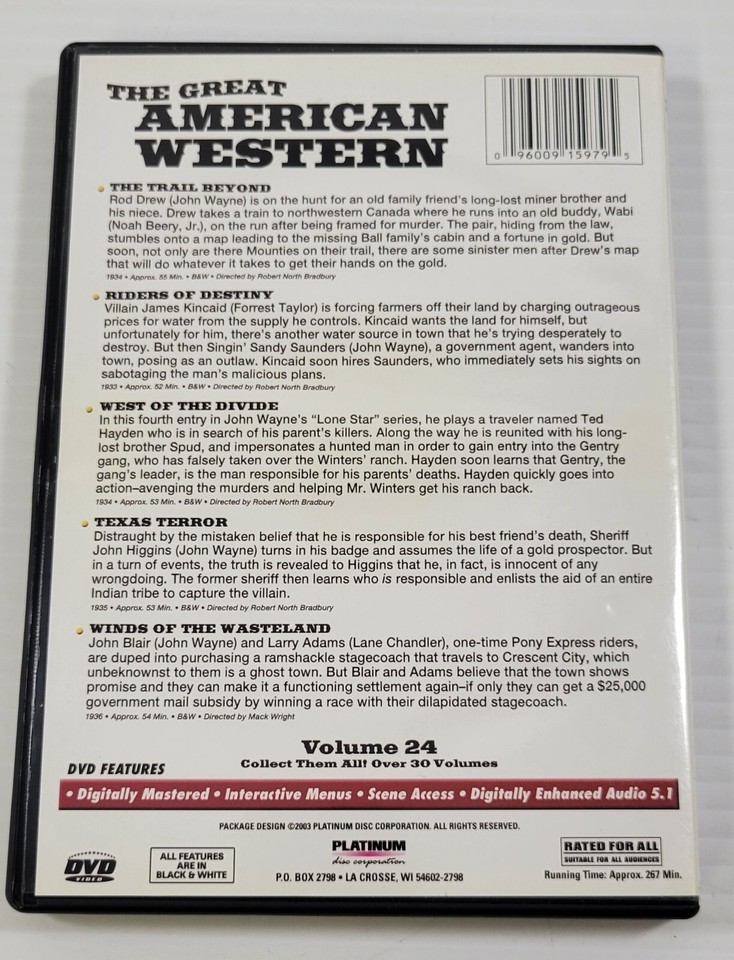 THE GREAT
AMERICAN
WESTERN
0 96009 15979 5
• THE TRAIL BEYOND
Rod Drew (John Wayne) is on the hunt for an old family friend's long-lost miner brother and
his niece. Drew takes a train to northwestern Canada where he runs into an old buddy, Wabi
(Noah Beery, Jr.), on the run after being framed for murder. The pair, hiding from the law,
stumbles onto a map leading to the missing Ball family's cabin and a fortune in gold. But
soon, not only are there Mounties on their trail, there are some sinister men after Drew's map
that will do whatever it takes to get their hands on the gold.
1934 • Approx. 55 Min. • B&W • Directed by Robert North Bradbury
• RIDERS OF DESTINY
Villain James Kincaid (Forrest Taylor) is forcing farmers off their land by charging outrageous
prices for water from the supply he controls. Kincaid wants the land for himself, but
unfortunately for him, there's another water source in town that he's trying desperately to
destroy. But then Singin' Sandy Saunders (John Wayne), a government agent, wanders into
town, posing as an outlaw. Kincaid soon hires Saunders, who immediately sets his sights on
sabotaging the man's malicious plans.
1933 • Approx. 52 Min. • B&W • Directed by Robert North Bradbury
• WEST OF THE DIVIDE
In this fourth entry in John Wayne's "Lone Star" series, he plays a traveler named Ted
Hayden who is in search of his parent's killers. Along the way he is reunited with his long-
lost brother Spud, and impersonates a hunted man in order to gain entry into the Gentry
gang, who has falsely taken over the Winters' ranch. Hayden soon learns that Gentry, the
gang's leader, is the man responsible for his parents' deaths. Hayden quickly goes into
action–avenging the murders and helping Mr. Winters get his ranch back.
1934 • Approx. 53 Min. • B&W • Directed by Robert North Bradbury
• TEXAS TERROR
Distraught by the mistaken belief that he is responsible for his best friend's death, Sheriff
John Higgins (John Wayne) turns in his badge and assumes the life of a gold prospector. But
in a turn of events, the truth is revealed to Higgins that he, in fact, is innocent of any
wrongdoing. The former sheriff then learns who is responsible and enlists the aid of an entire
Indian tribe to capture the villain.
1935 • Approx. 53 Min. • B&W • Directed by Robert North Bradbury
• WINDS OF THE WASTELAND
John Blair (John Wayne) and Larry Adams (Lane Chandler), one-time Pony Express riders,
are duped into purchasing a ramshackle stagecoach that travels to Crescent City, which
unbeknownst to them is a ghost town. But Blair and Adams believe that the town shows
promise and they can make it a functioning settlement again–if only they can get a $25,000
government mail subsidy by winning a race with their dilapidated stagecoach.
1936 • Approx. 54 Min. • B&W • Directed by Mack Wright
Volume 24
Collect Them All! Over 30 Volumes
DVD FEATURES
• Digitally Mastered • Interactive Menus • Scene Access • Digitally Enhanced Audio 5.1
PACKAGE DESIGN ©2003 PLATINUM DISC CORPORATION. ALL RIGHTS RESERVED.
DVD
VIDEO
ALL FEATURES
ARE IN
BLACK & WHITE
PLATINUM
disc corporation
P.O. BOX 2798 • LA CROSSE, WI 54602-2798
RATED FOR ALL
SUITABLE FOR ALL AUDIENCES
Running Time: Approx. 267 Min.